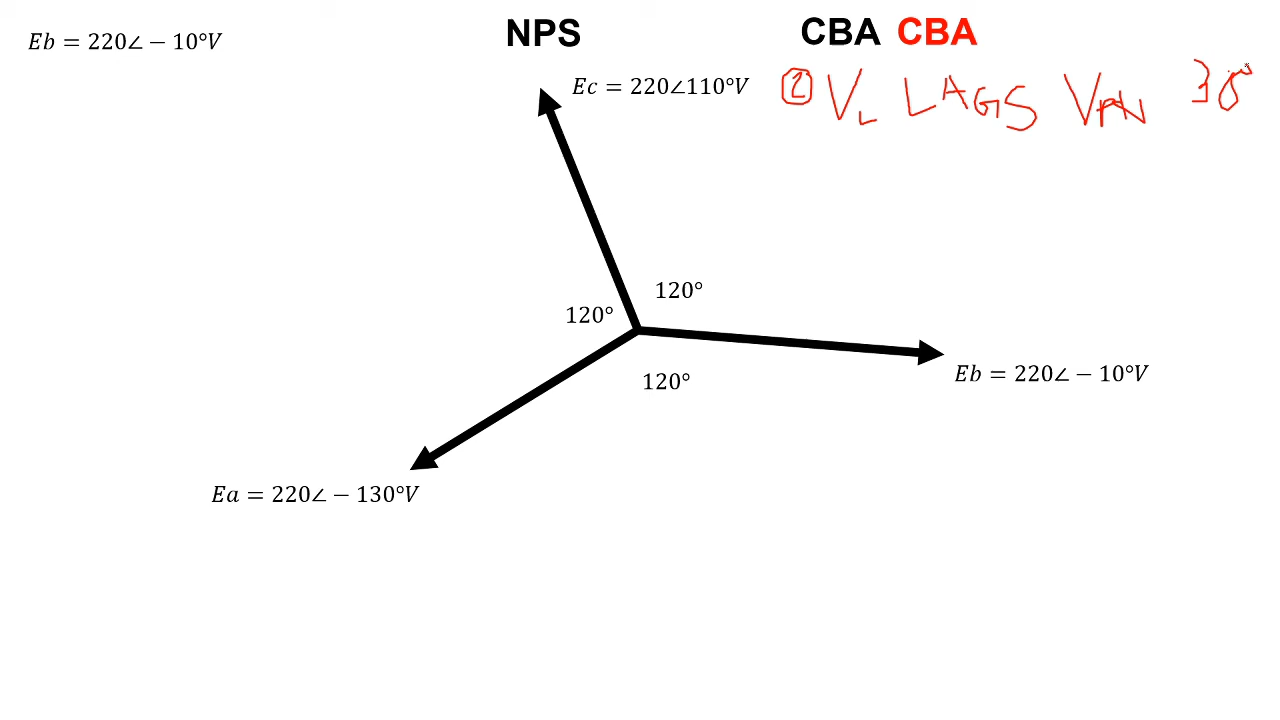 Eb = 220∠ − 10°V
NPS
CBA CBA
Ec = 220∠110°V
② VL LAGS VPN 30°
120°
120°
120°
Eb = 220∠ − 10°V
Ea = 220∠ − 130°V